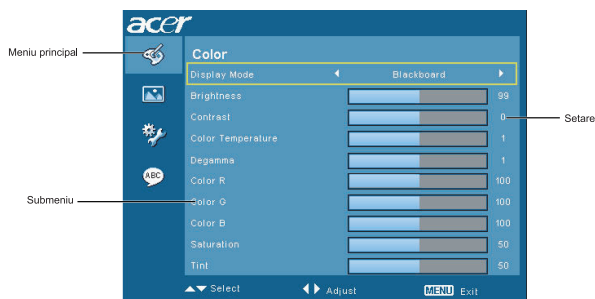 acer
Meniu principal
Color
Display Mode Blackboard
ABC
Brightness 99
Contrast 0
Setare
Color Temperature 1
Degamma 1
ABC
Color R 100
Submeniu
Color G 100
Color B 100
Saturation 50
Tint 50
Select Adjust MENU Exit